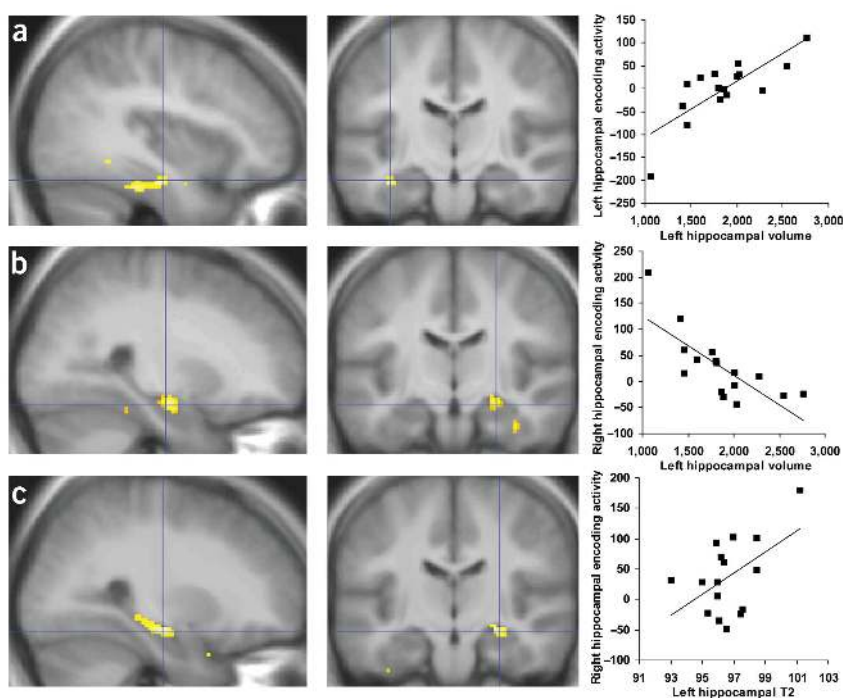 a
Left hippocampal encoding activity
150
100
50
0
–50
–100
–150
–200
–250
1,000 1,500 2,000 2,500 3,000
Left hippocampal volume
b
Right hippocampal encoding activity
250
200
150
100
50
0
–50
–100
1,000 1,500 2,000 2,500 3,000
Left hippocampal volume
c
Right hippocampal encoding activity
200
150
100
50
0
–50
–100
91 93 95 97 99 101 103
Left hippocampal T2